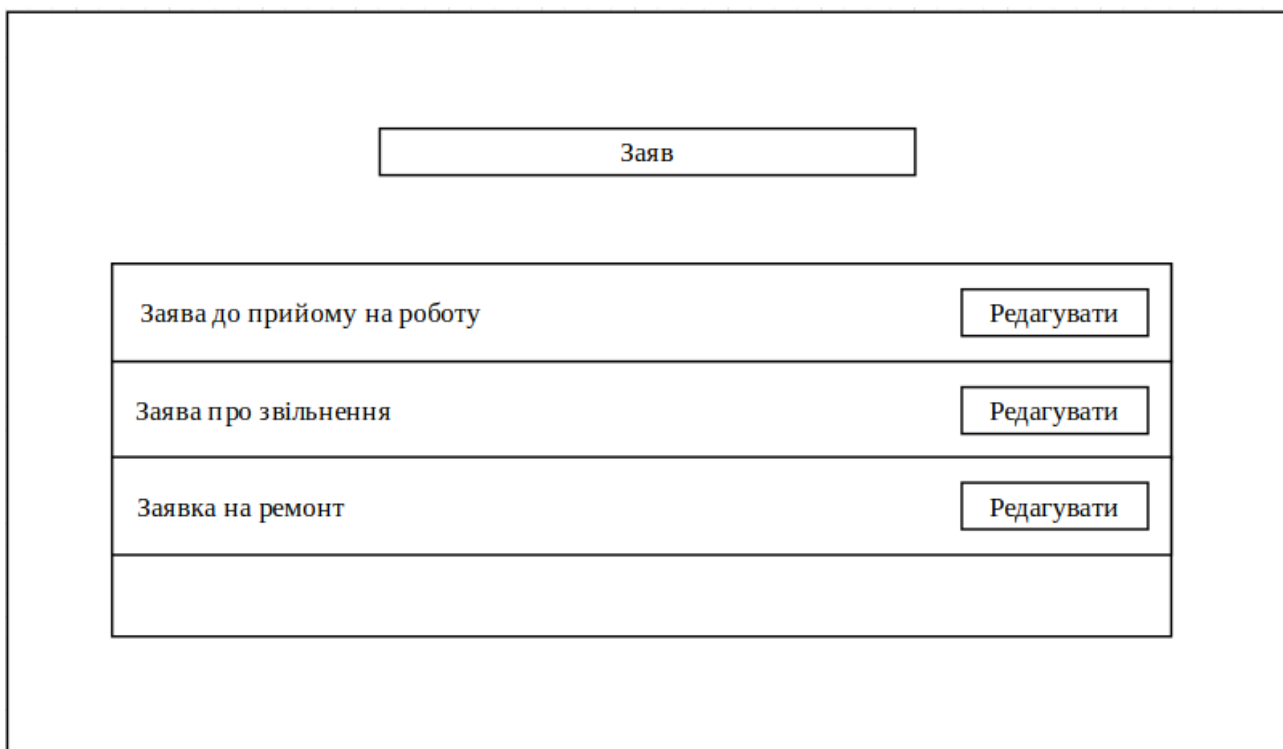 Заяв
Заява до прийому на роботу Редагувати
Заява про звільнення Редагувати
Заявка на ремонт Редагувати